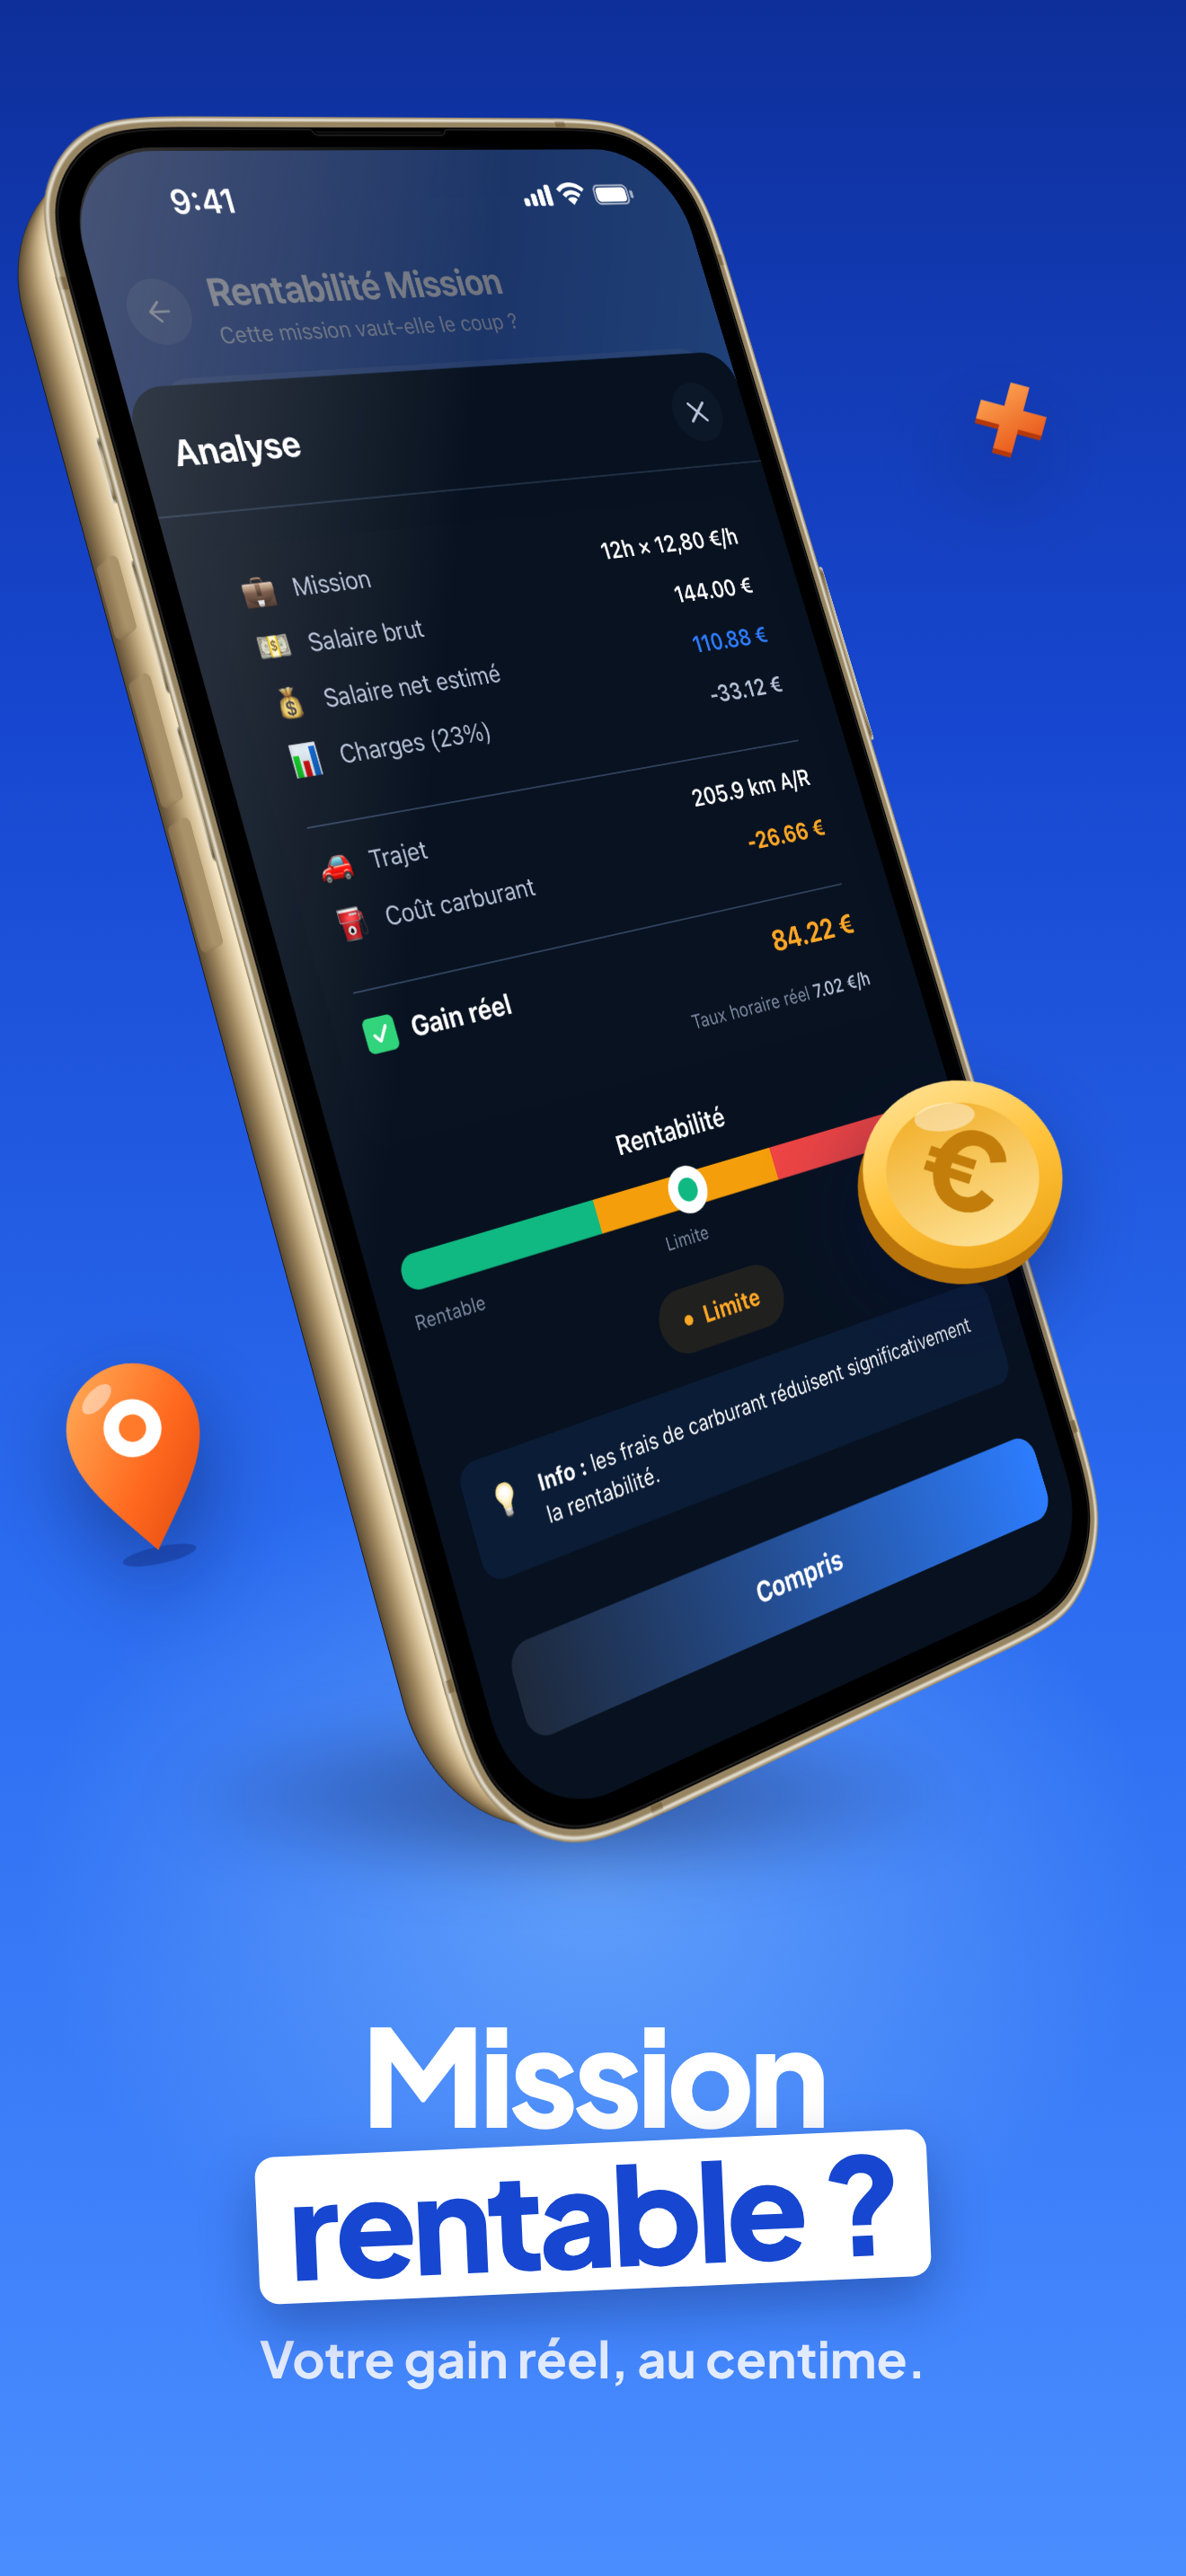 9:41
Rentabilité Mission
Cette mission vaut-elle le coup ?
Analyse
Mission 12h × 12,80 €/h
Salaire brut 144.00 €
Salaire net estimé 110.88 €
Charges (23%) -33.12 €
Trajet 205.9 km A/R
Coût carburant -26.66 €
Gain réel 84.22 €
Taux horaire réel 7.02 €/h
Rentabilité
Rentable Limite
• Limite
Info : les frais de carburant réduisent significativement
la rentabilité.
Compris
€
Mission
rentable ?
Votre gain réel, au centime.